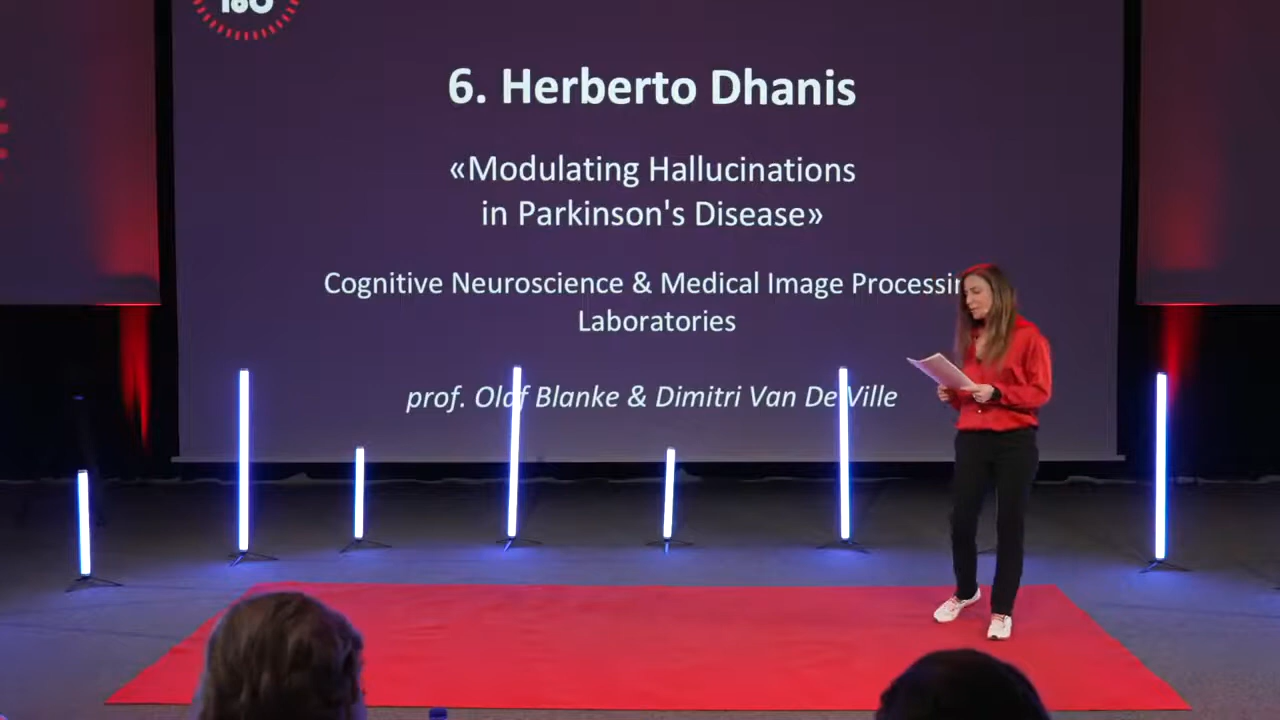 180
6. Herberto Dhanis
«Modulating Hallucinations
in Parkinson's Disease»
Cognitive Neuroscience & Medical Image
Laboratories
prof. Olaf Blanke & Dimitri Van De Ville